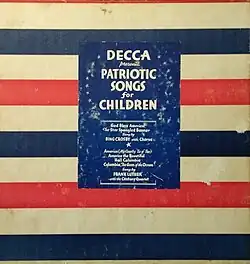 DECCA
presents
PATRIOTIC
SONGS
for
CHILDREN
God Bless America
The Star Spangled Banner
Sung by
BING CROSBY with Chorus
America (My Country 'Tis of Thee)
America the Beautiful
Hail Columbia
Columbia, The Gem of the Ocean
Sung by
FRANK LUTHER
with the Century Quartet